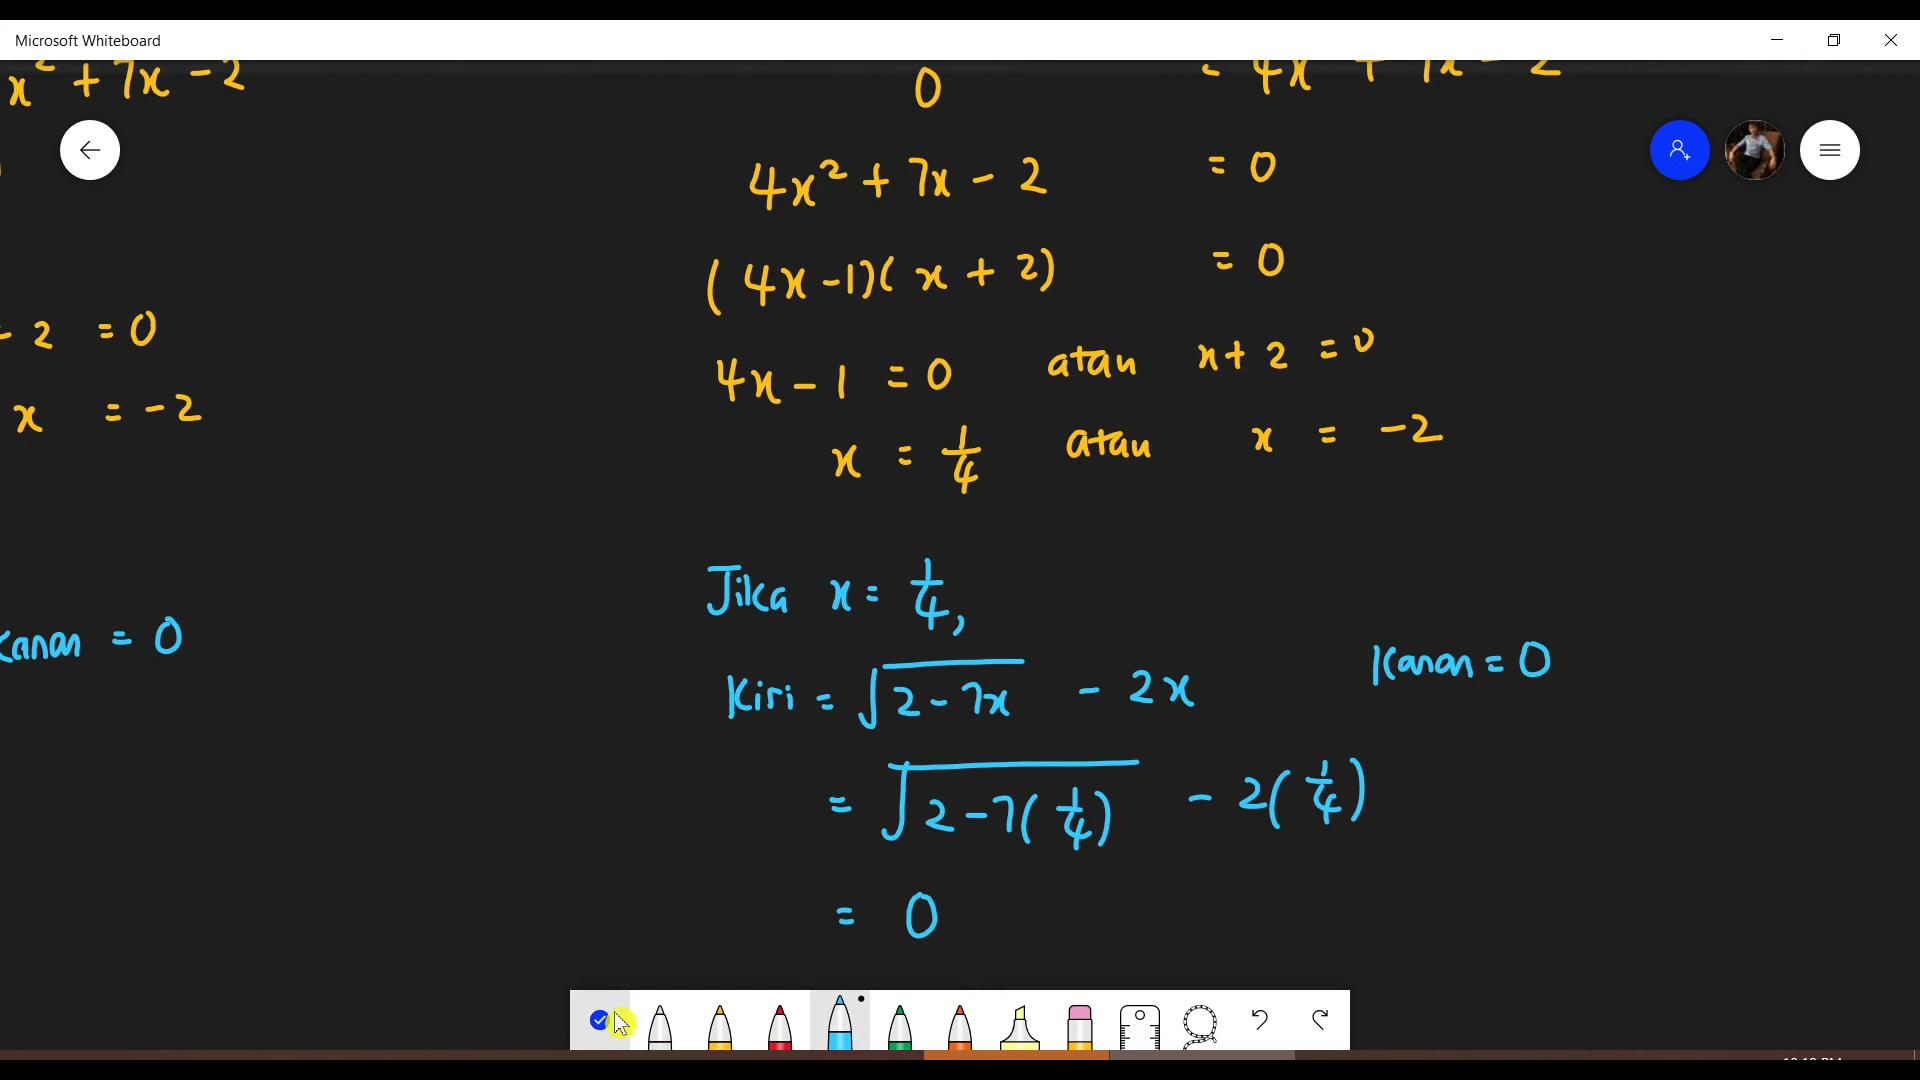 Microsoft Whiteboard
x² + 7x - 2
0
= 4x² + 7x - 2
4x² + 7x - 2 = 0
(4x - 1)(x + 2) = 0
- 2 = 0
x = -2
4x - 1 = 0 atau x + 2 = 0
x = 1/4 atau x = -2
Jika x = 1/4,
kanan = 0
Kiri = √(2 - 7x) - 2x
Kanan = 0
= √(2 - 7(1/4)) - 2(1/4)
= 0